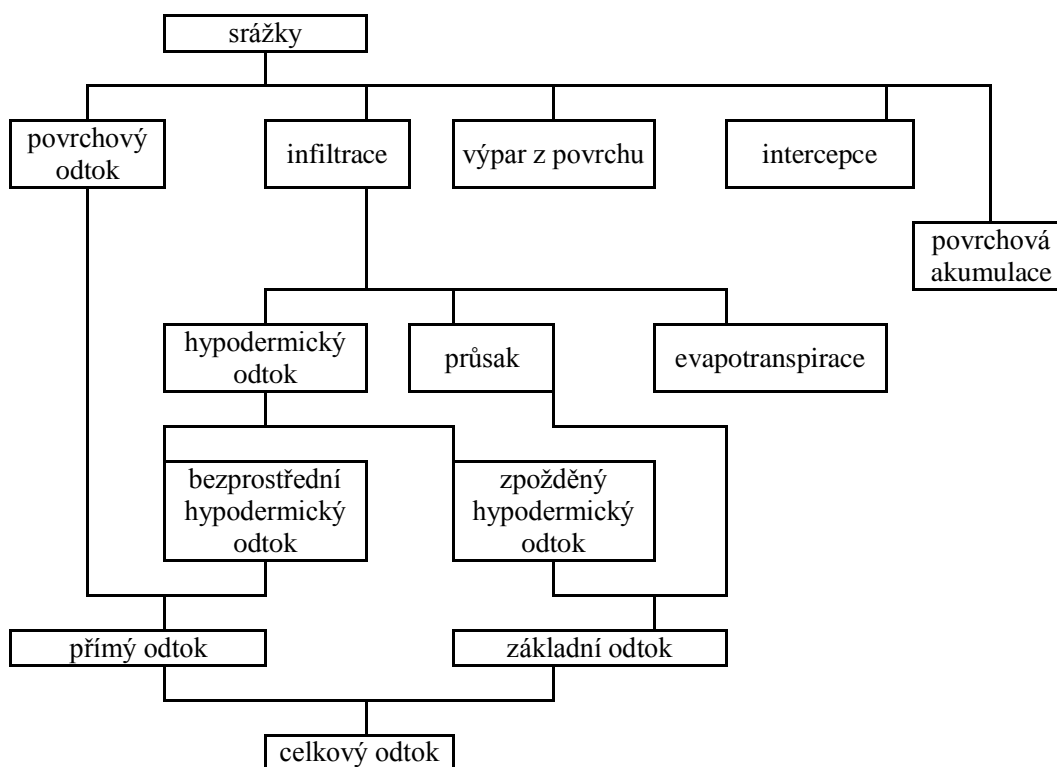 srážky
povrchový
odtok
infiltrace
výpar z povrchu
intercepce
povrchová
akumulace
hypodermický
odtok
průsak
evapotranspirace
bezprostřední
hypodermický
odtok
zpožděný
hypodermický
odtok
přímý odtok
základní odtok
celkový odtok